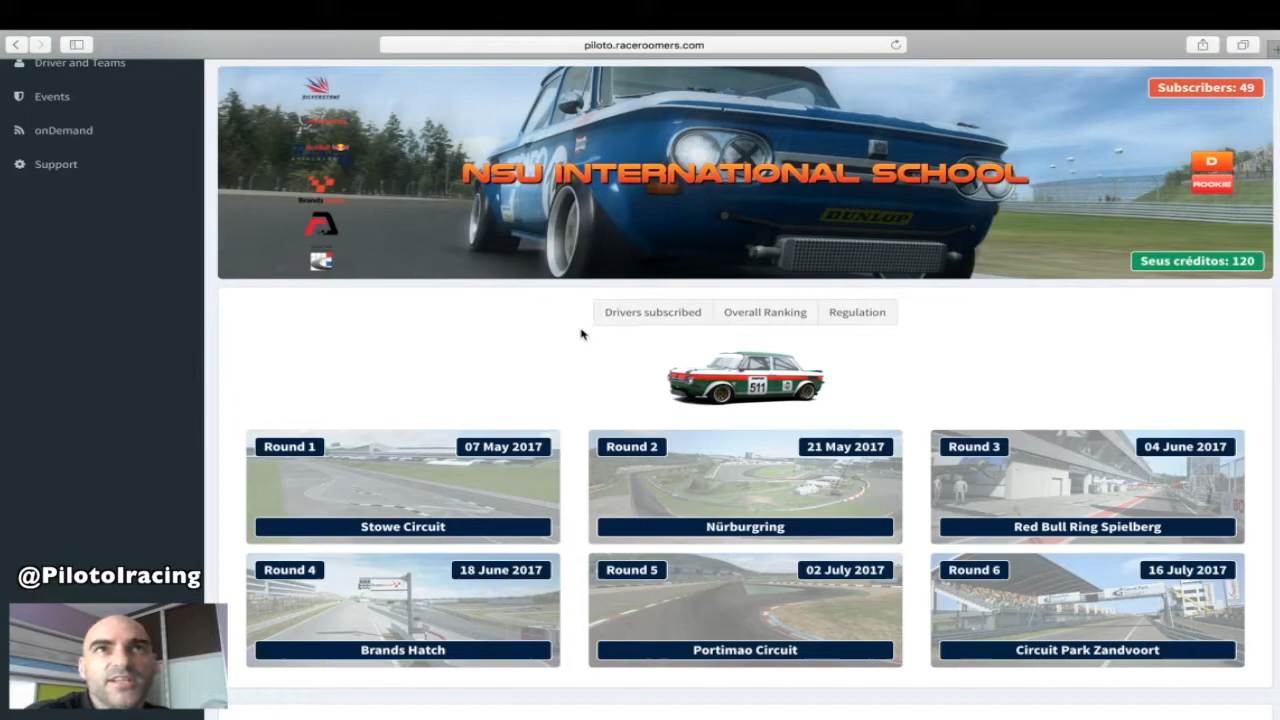 piloto.raceroomers.com
Driver and Teams
Events
onDemand
Support
SILVERSTONE
Subscribers: 49
NSU INTERNATIONAL SCHOOL
D
ROOKIE
DUNLOP
Seus créditos: 120
Drivers subscribed
Overall Ranking
Regulation
511
Round 1
07 May 2017
Stowe Circuit
Round 2
21 May 2017
Nürburgring
Round 3
04 June 2017
Red Bull Ring Spielberg
Round 4
18 June 2017
Brands Hatch
Round 5
02 July 2017
Portimao Circuit
Round 6
16 July 2017
Circuit Park Zandvoort
@PilotoIracing